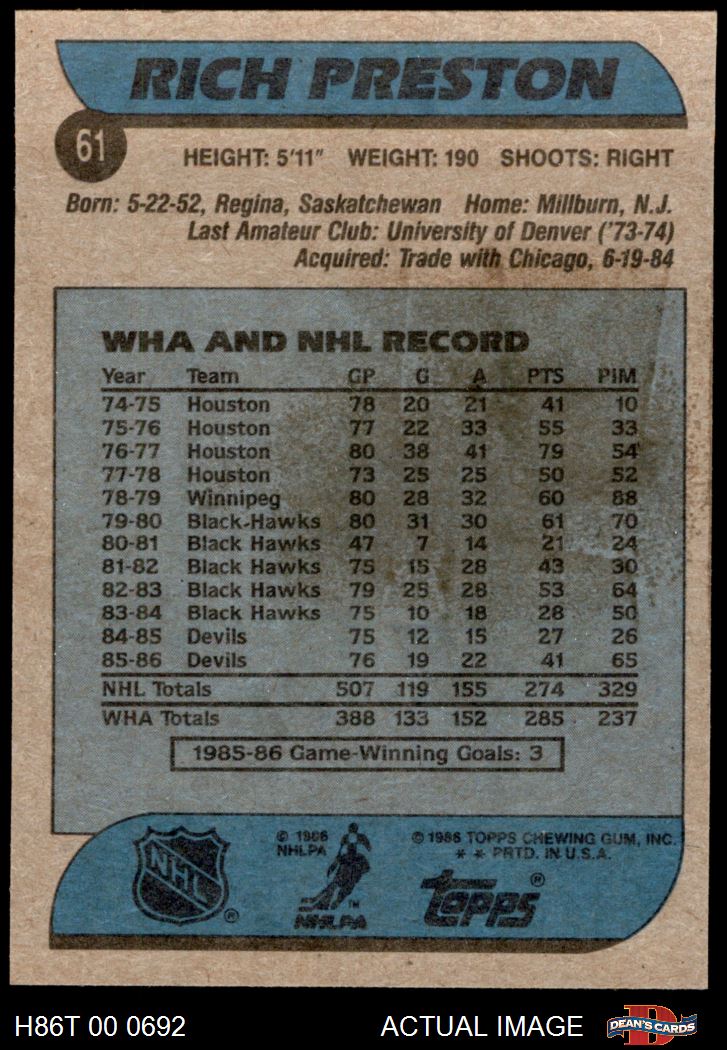 RICH PRESTON
61
HEIGHT: 5'11" WEIGHT: 190 SHOOTS: RIGHT
Born: 5-22-52, Regina, Saskatchewan Home: Millburn, N.J.
Last Amateur Club: University of Denver ('73-74)
Acquired: Trade with Chicago, 6-19-84
WHA AND NHL RECORD
Year Team GP G A PTS PIM
74-75 Houston 78 20 21 41 10
75-76 Houston 77 22 33 55 33
76-77 Houston 80 38 41 79 54
77-78 Houston 73 25 25 50 52
78-79 Winnipeg 80 28 32 60 88
79-80 Black-Hawks 80 31 30 61 70
80-81 Black Hawks 47 7 14 21 24
81-82 Black Hawks 75 15 28 43 30
82-83 Black Hawks 79 25 28 53 64
83-84 Black Hawks 75 10 18 28 50
84-85 Devils 75 12 15 27 26
85-86 Devils 76 19 22 41 65
NHL Totals 507 119 155 274 329
WHA Totals 388 133 152 285 237
1985-86 Game-Winning Goals: 3
NHL ®
© 1986
NHLPA
NHLPA ™
© 1986 TOPPS CHEWING GUM, INC.
* * PRTD. IN U.S.A.
topps ®
H86T 00 0692 ACTUAL IMAGE
D
DEAN'S CARDS